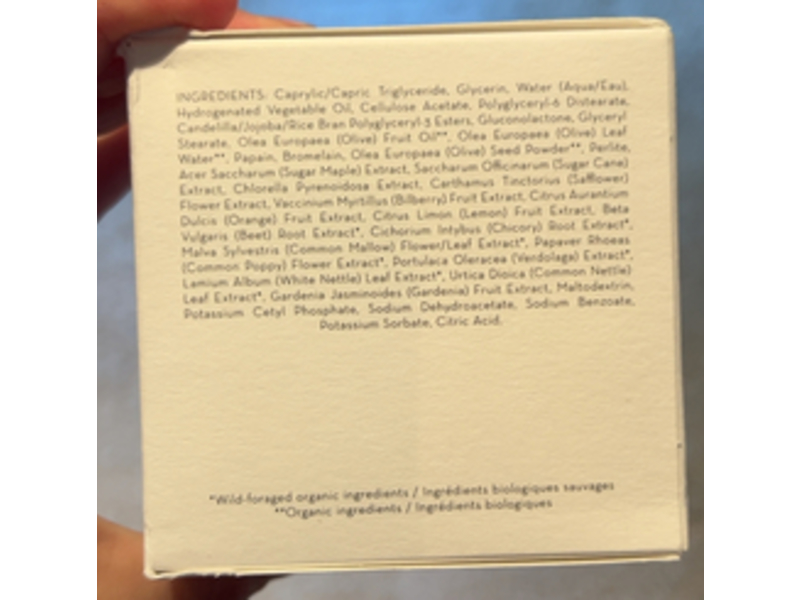 INGREDIENTS: Caprylic/Capric Triglyceride, Glycerin, Water (Aqua/Eau),
Hydrogenated Vegetable Oil, Cellulose Acetate, Polyglyceryl-6 Distearate,
Candelilla/Jojoba/Rice Bran Polyglyceryl-3 Esters, Gluconolactone, Glyceryl
Stearate, Olea Europaea (Olive) Fruit Oil**, Olea Europaea (Olive) Leaf
Water**, Papain, Bromelain, Olea Europaea (Olive) Seed Powder**, Perlite,
Acer Saccharum (Sugar Maple) Extract, Saccharum Officinarum (Sugar Cane)
Extract, Chlorella Pyrenoidosa Extract, Carthamus Tinctorius (Safflower)
Flower Extract, Vaccinium Myrtillus (Bilberry) Fruit Extract, Citrus Aurantium
Dulcis (Orange) Fruit Extract, Citrus Limon (Lemon) Fruit Extract, Beta
Vulgaris (Beet) Root Extract*, Cichorium Intybus (Chicory) Root Extract*,
Malva Sylvestris (Common Mallow) Flower/Leaf Extract*, Papaver Rhoeas
(Common Poppy) Flower Extract*, Portulaca Oleracea (Verdolaga) Extract*,
Lamium Album (White Nettle) Leaf Extract*, Urtica Dioica (Common Nettle)
Leaf Extract*, Gardenia Jasminoides (Gardenia) Fruit Extract, Maltodextrin,
Potassium Cetyl Phosphate, Sodium Dehydroacetate, Sodium Benzoate,
Potassium Sorbate, Citric Acid.
*Wild-foraged organic ingredients / Ingrédients biologiques sauvages
**Organic ingredients / Ingrédients biologiques